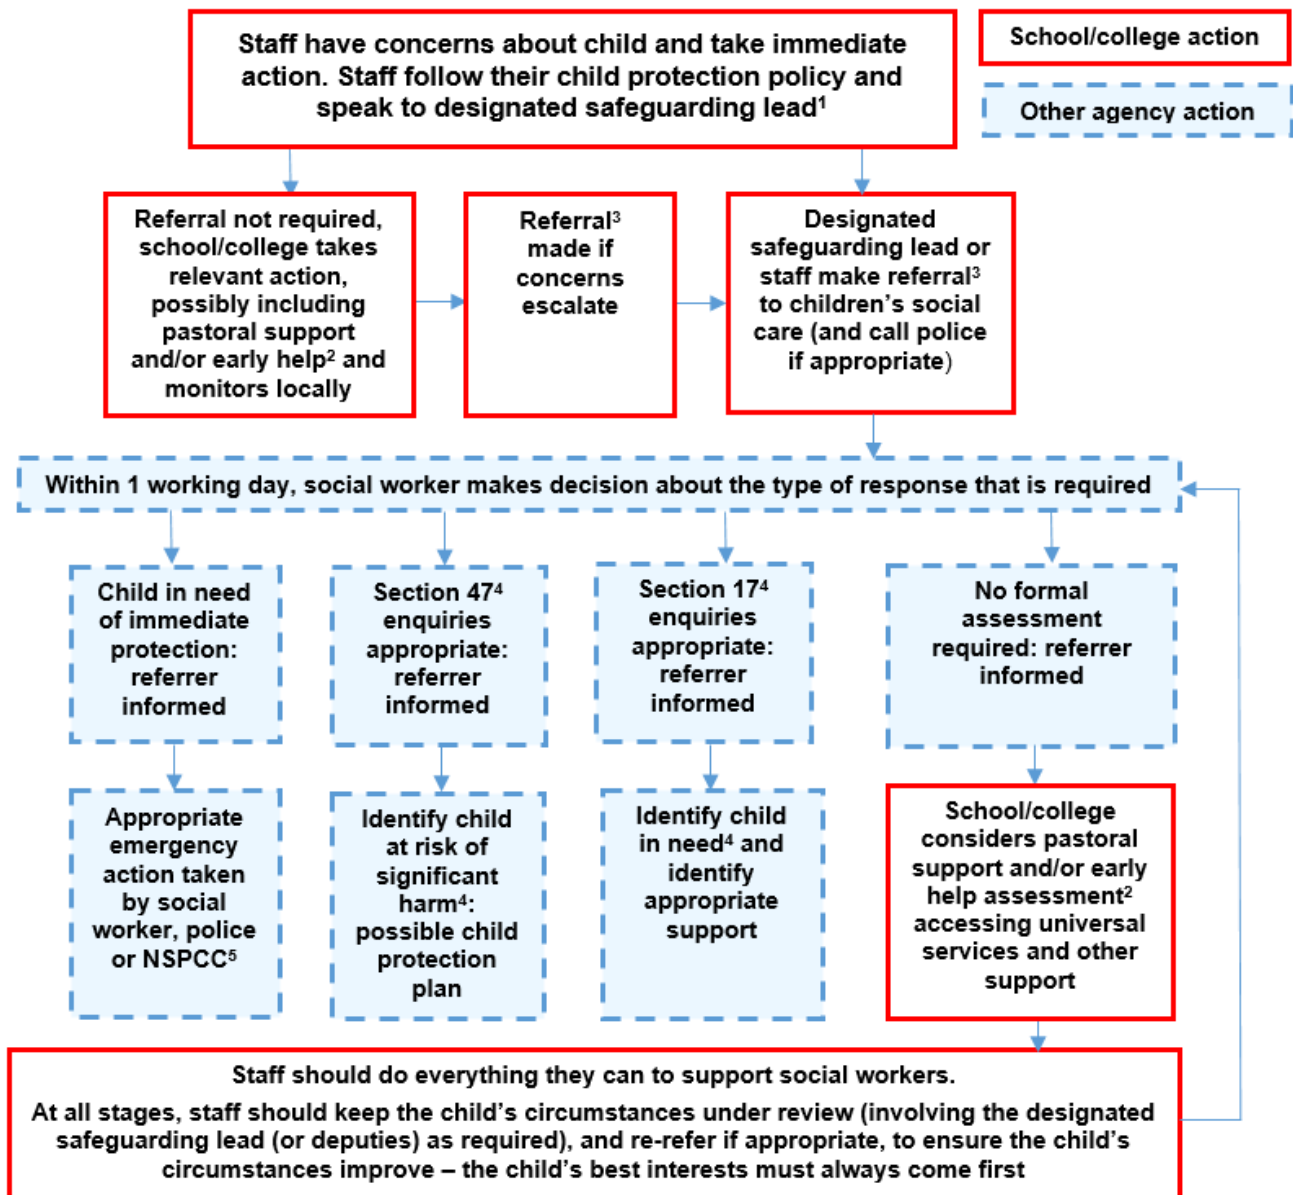 Staff have concerns about child and take immediate
action. Staff follow their child protection policy and
speak to designated safeguarding lead¹
School/college action
Other agency action
Referral not required,
school/college takes
relevant action,
possibly including
pastoral support
and/or early help² and
monitors locally
Referral³
made if
concerns
escalate
Designated
safeguarding lead or
staff make referral³
to children’s social
care (and call police
if appropriate)
Within 1 working day, social worker makes decision about the type of response that is required
Child in need
of immediate
protection:
referrer
informed
Section 47⁴
enquiries
appropriate:
referrer
informed
Section 17⁴
enquiries
appropriate:
referrer
informed
No formal
assessment
required: referrer
informed
Appropriate
emergency
action taken
by social
worker, police
or NSPCC⁵
Identify child
at risk of
significant
harm⁴:
possible child
protection
plan
Identify child
in need⁴ and
identify
appropriate
support
School/college
considers pastoral
support and/or early
help assessment²
accessing universal
services and other
support
Staff should do everything they can to support social workers.
At all stages, staff should keep the child’s circumstances under review (involving the designated
safeguarding lead (or deputies) as required), and re-refer if appropriate, to ensure the child’s
circumstances improve – the child’s best interests must always come first